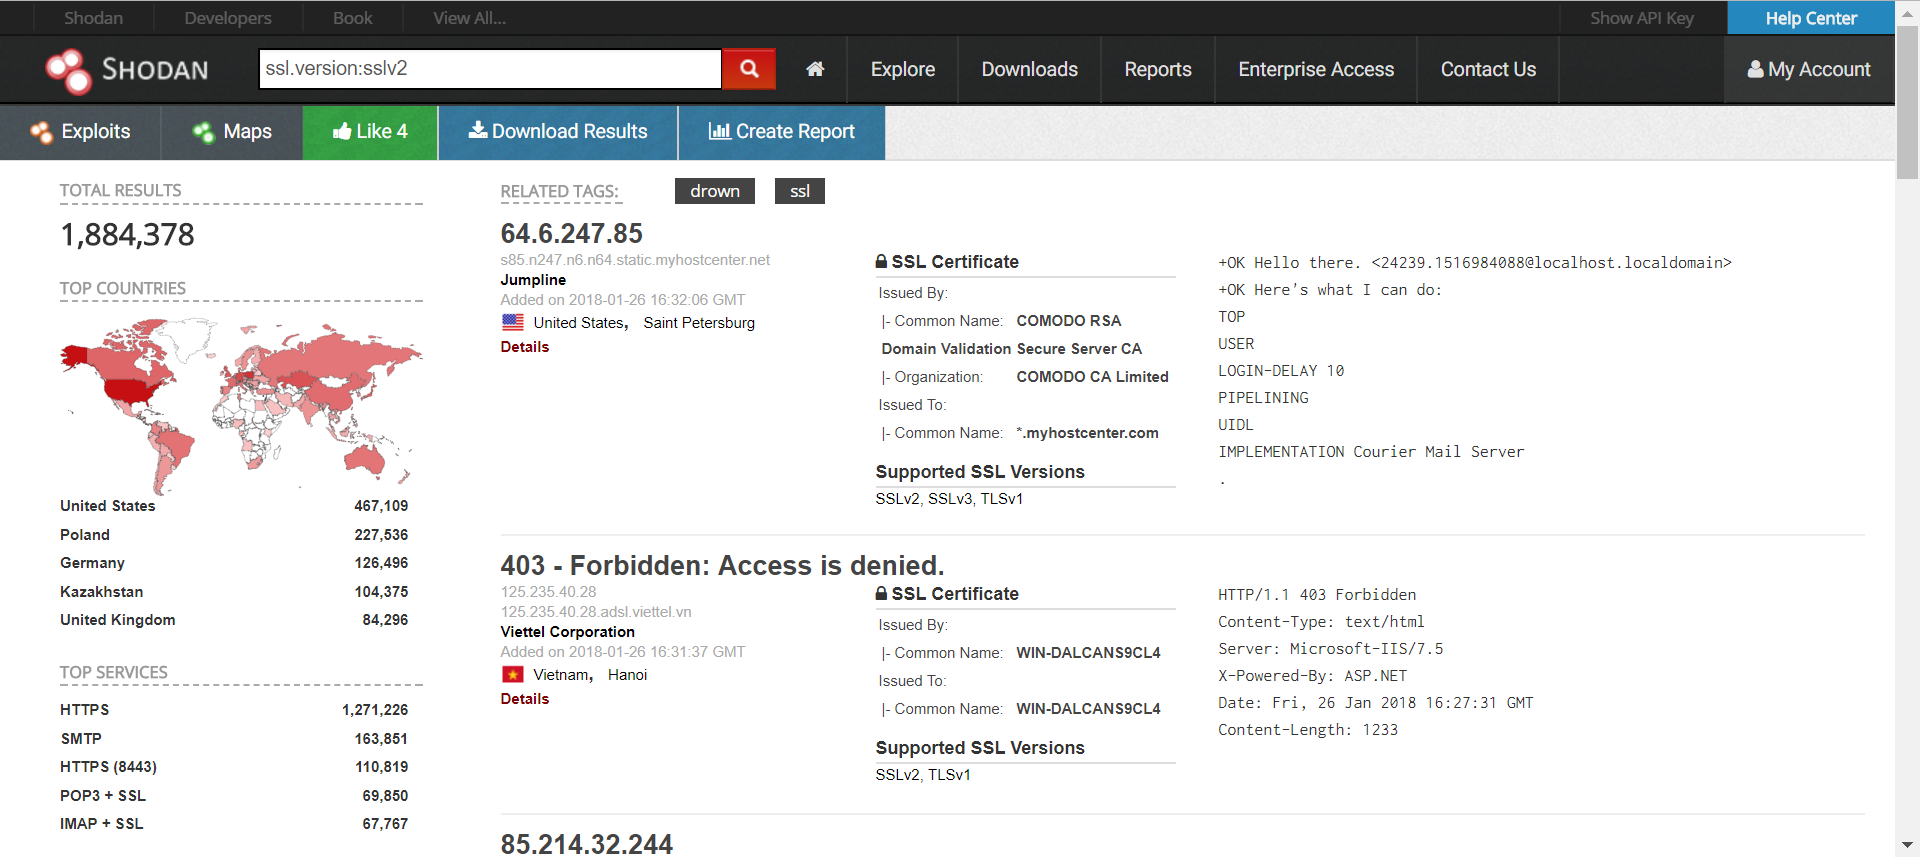 Shodan Developers Book View All... Show API Key Help Center
SHODAN ssl.version:sslv2 Explore Downloads Reports Enterprise Access Contact Us My Account
Exploits Maps Like 4 Download Results Create Report
TOTAL RESULTS
1,884,378
TOP COUNTRIES
United States 467,109
Poland 227,536
Germany 126,496
Kazakhstan 104,375
United Kingdom 84,296
TOP SERVICES
HTTPS 1,271,226
SMTP 163,851
HTTPS (8443) 110,819
POP3 + SSL 69,850
IMAP + SSL 67,767
RELATED TAGS: drown ssl
64.6.247.85
s85.n247.n6.n64.static.myhostcenter.net
Jumpline
Added on 2018-01-26 16:32:06 GMT
United States, Saint Petersburg
Details
SSL Certificate
Issued By:
|- Common Name: COMODO RSA
Domain Validation Secure Server CA
|- Organization: COMODO CA Limited
Issued To:
|- Common Name: *.myhostcenter.com
Supported SSL Versions
SSLv2, SSLv3, TLSv1
+OK Hello there. <24239.1516984088@localhost.localdomain>
+OK Here's what I can do:
TOP
USER
LOGIN-DELAY 10
PIPELINING
UIDL
IMPLEMENTATION Courier Mail Server
.
403 - Forbidden: Access is denied.
125.235.40.28
125.235.40.28.adsl.viettel.vn
Viettel Corporation
Added on 2018-01-26 16:31:37 GMT
Vietnam, Hanoi
Details
SSL Certificate
Issued By:
|- Common Name: WIN-DALCANS9CL4
Issued To:
|- Common Name: WIN-DALCANS9CL4
Supported SSL Versions
SSLv2, TLSv1
HTTP/1.1 403 Forbidden
Content-Type: text/html
Server: Microsoft-IIS/7.5
X-Powered-By: ASP.NET
Date: Fri, 26 Jan 2018 16:27:31 GMT
Content-Length: 1233
85.214.32.244